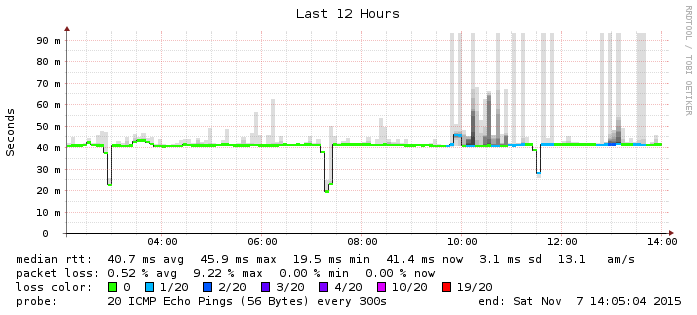 Last 12 Hours
RRDTOOL / TOBI OETIKER
Seconds
90 m
80 m
70 m
60 m
50 m
40 m
30 m
20 m
10 m
0
04:00 06:00 08:00 10:00 12:00 14:00
median rtt: 40.7 ms avg 45.9 ms max 19.5 ms min 41.4 ms now 3.1 ms sd 13.1 am/s
packet loss: 0.52 % avg 9.22 % max 0.00 % min 0.00 % now
loss color: 0 1/20 2/20 3/20 4/20 10/20 19/20
probe: 20 ICMP Echo Pings (56 Bytes) every 300s end: Sat Nov 7 14:05:04 2015